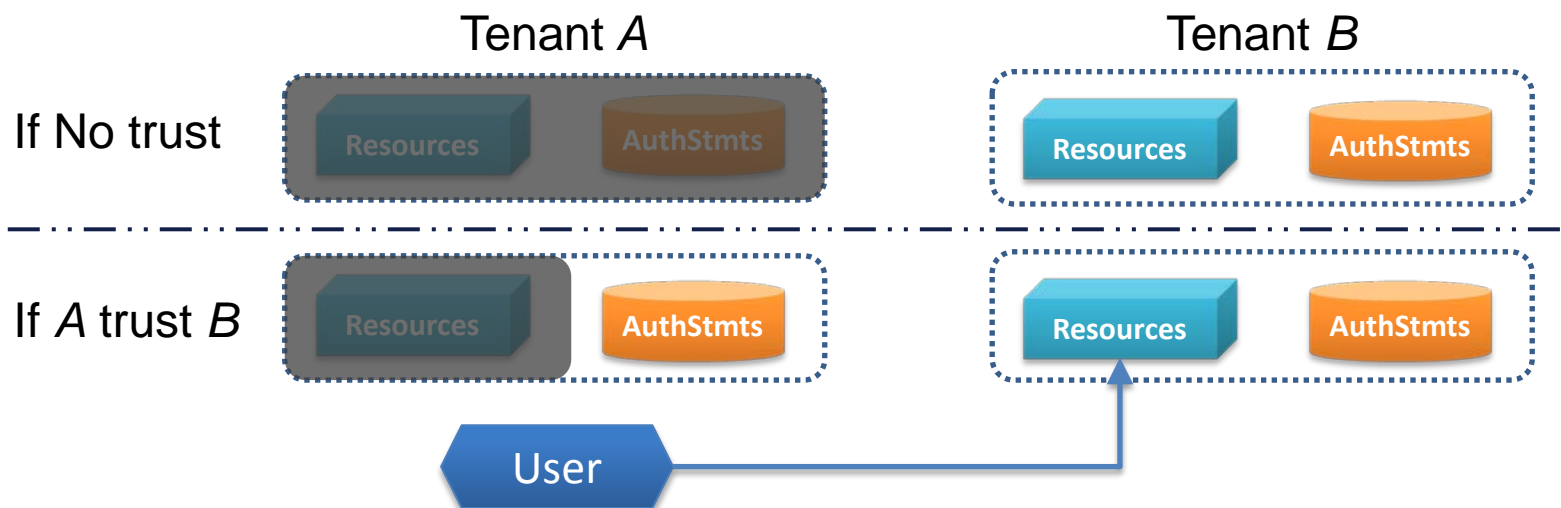 Tenant A
Tenant B
If No trust
Resources
AuthStmts
Resources
AuthStmts
If A trust B
Resources
AuthStmts
Resources
AuthStmts
User